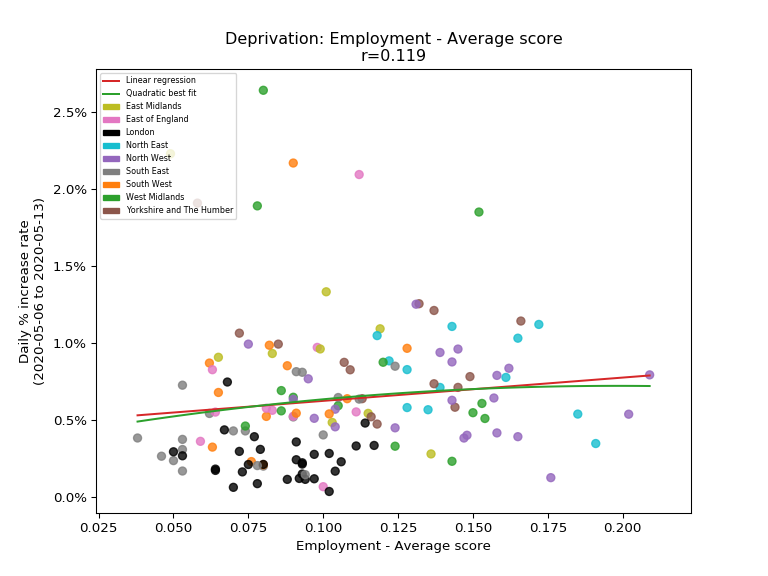 Deprivation: Employment - Average score
r=0.119
Linear regression
Quadratic best fit
East Midlands
East of England
London
North East
North West
South East
South West
West Midlands
Yorkshire and The Humber
2.5%
2.0%
1.5%
1.0%
0.5%
0.0%
Daily % increase rate
(2020-05-06 to 2020-05-13)
0.025 0.050 0.075 0.100 0.125 0.150 0.175 0.200
Employment - Average score